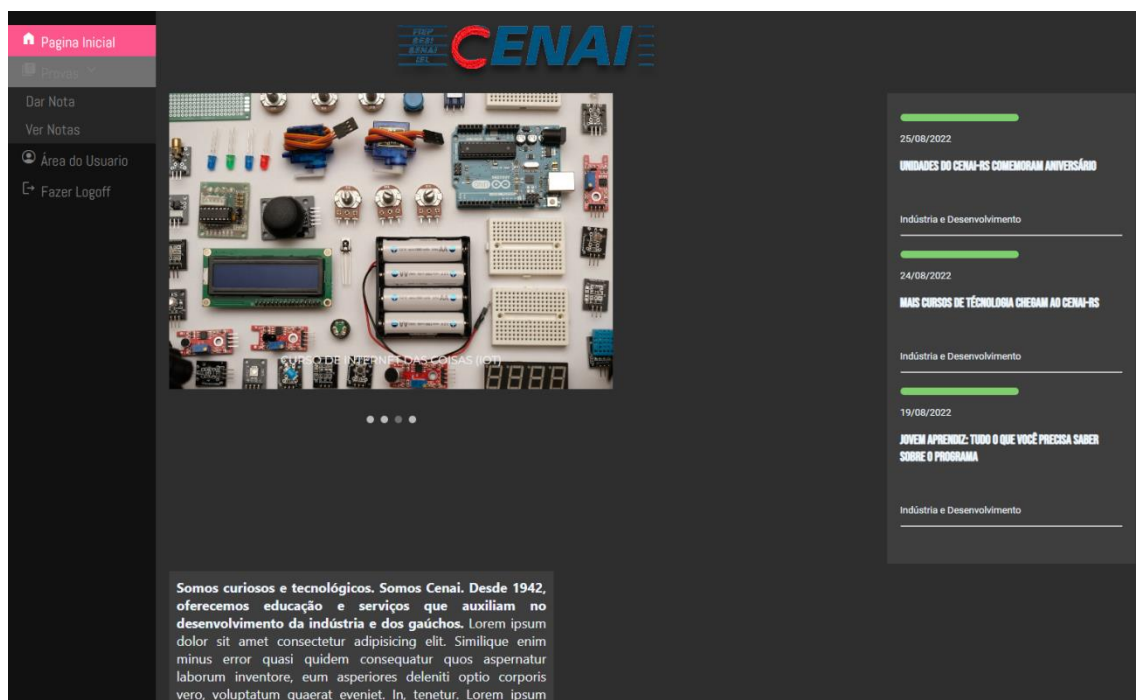 Pagina Inicial
Provas
Dar Nota
Ver Notas
Área do Usuario
Fazer Logoff
CENAI
CURSO DE INTERNET DAS COISAS (IOT)
25/08/2022
UNIDADES DO CENAI-RS COMEMORAM ANIVERSÁRIO
Indústria e Desenvolvimento
24/08/2022
MAIS CURSOS DE TÉCNOLOGIA CHEGAM AO CENAI-RS
Indústria e Desenvolvimento
19/08/2022
JOVEM APRENDIZ: TUDO O QUE VOCÊ PRECISA SABER
SOBRE O PROGRAMA
Indústria e Desenvolvimento
Somos curiosos e tecnológicos. Somos Cenai. Desde 1942,
oferecemos educação e serviços que auxiliam no
desenvolvimento da indústria e dos gaúchos. Lorem ipsum
dolor sit amet consectetur adipisicing elit. Similique enim
minus error quasi quidem consequatur quos aspernatur
laborum inventore, eum asperiores deleniti optio corporis
vero, voluptatum quaerat eveniet. In, tenetur. Lorem ipsum